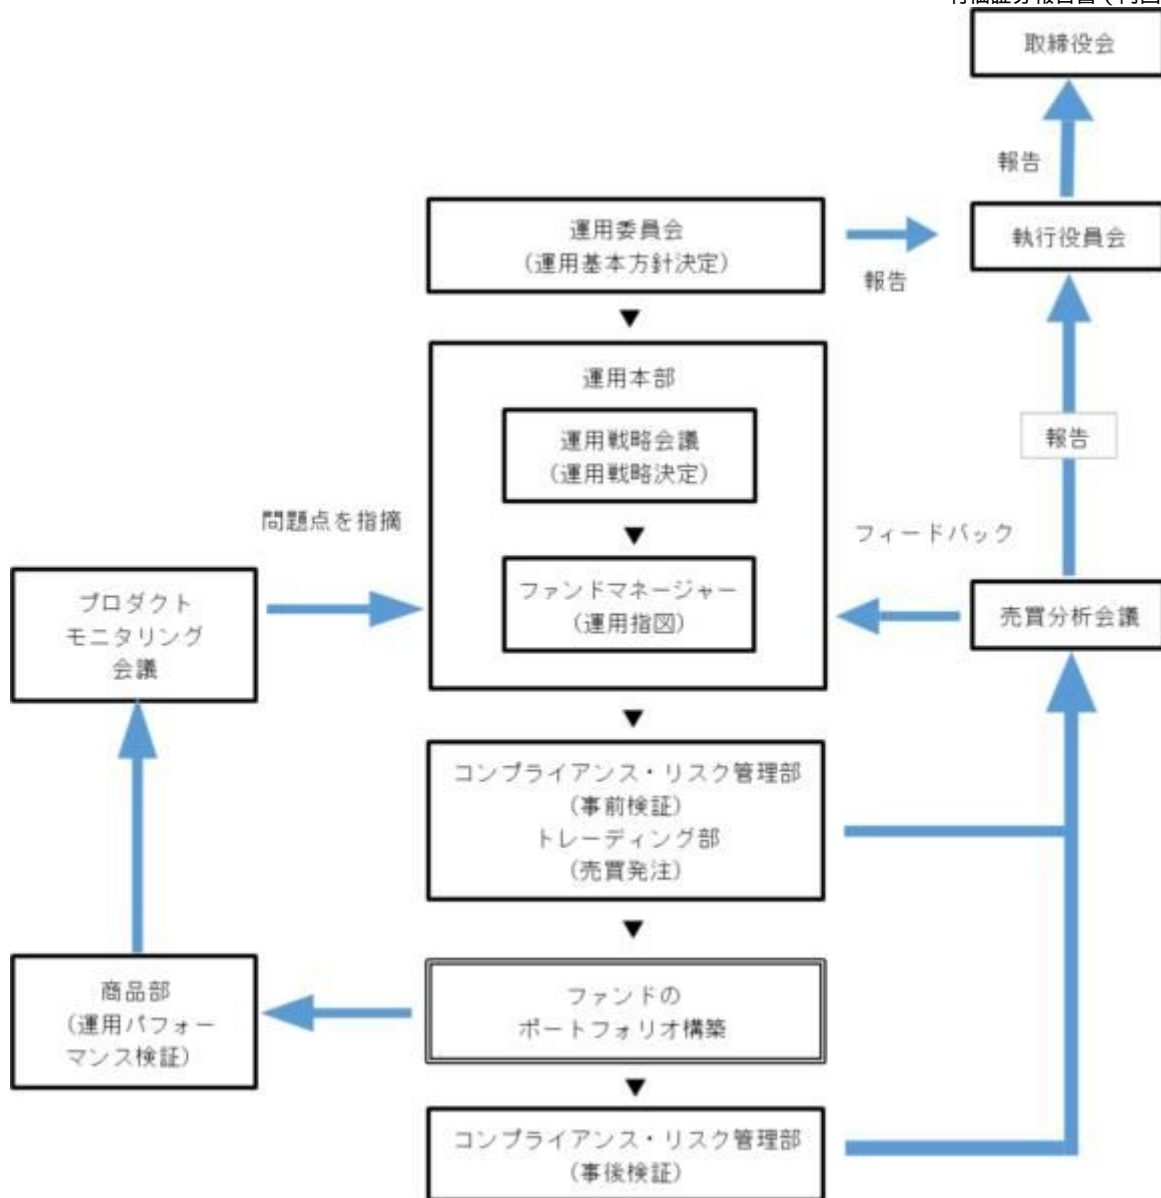 取締役会
報告
運用委員会
(運用基本方針決定)
執行役員会
報告
運用本部
運用戦略会議
(運用戦略決定)
報告
問題点を指摘
フィードバック
ファンドマネージャー
(運用指図)
プロダクト
モニタリング
会議
売買分析会議
コンプライアンス・リスク管理部
(事前検証)
トレーディング部
(売買発注)
商品部
(運用パフォー
マンス検証)
ファンドの
ポートフォリオ構築
コンプライアンス・リスク管理部
(事後検証)